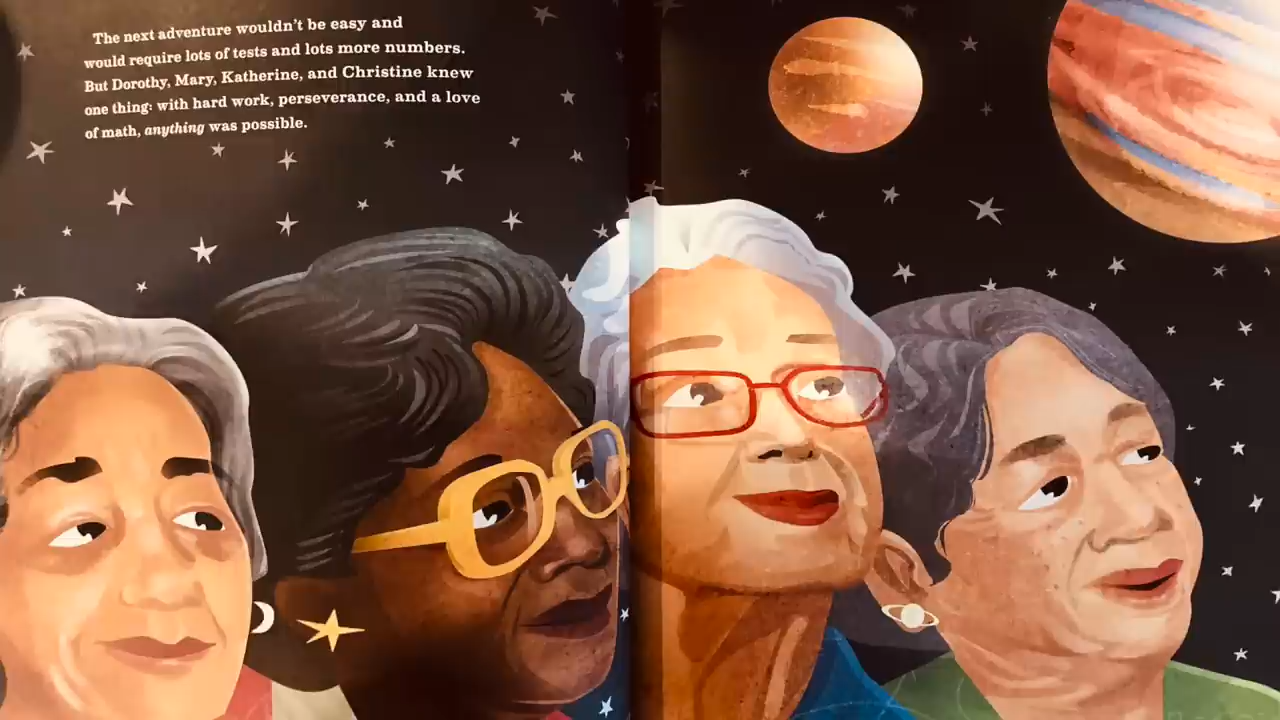 The next adventure wouldn't be easy and
would require lots of tests and lots more numbers.
But Dorothy, Mary, Katherine, and Christine knew
one thing: with hard work, perseverance, and a love
of math, anything was possible.